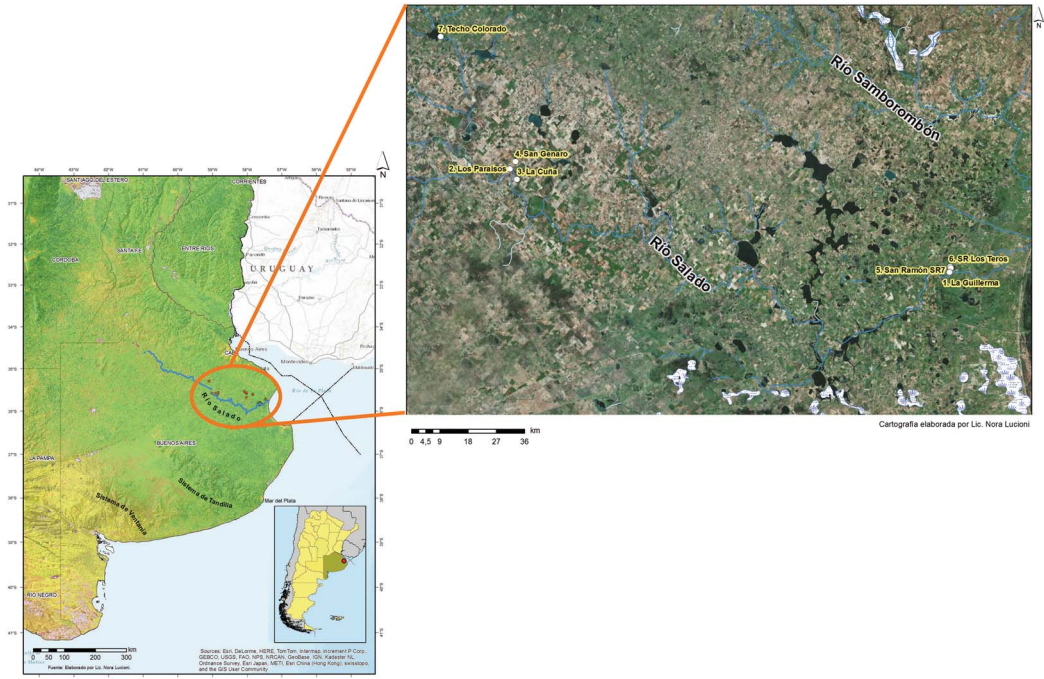 N
7. Techo Colorado
Río Samborombón
4. San Genaro
2. Los Paraisos
3. La Cuña
Río Salado
6. SR Los Teros
5. San Ramón SR7
1. La Guillerma
Cartografía elaborada por Lic. Nora Lucioni
km
0 4,5 9 18 27 36
N
SANTIAGO DEL ESTERO
CORRIENTES
SANTA FE
ENTRE RIOS
CORDOBA
URUGUAY
Montevideo
Río Salado
BUENOS AIRES
LA PAMPA
Sistema de Tandilia
Sistema de Ventania
Mar del Plata
RIO NEGRO
km
0 50 100 200 300
Fuente: Elaborado por Lic. Nora Lucioni.
Sources: Esri, DeLorme, HERE, TomTom, Intermap, increment P Corp.,
GEBCO, USGS, FAO, NPS, NRCAN, GeoBase, IGN, Kadaster NL,
Ordnance Survey, Esri Japan, METI, Esri China (Hong Kong), swisstopo,
and the GIS User Community